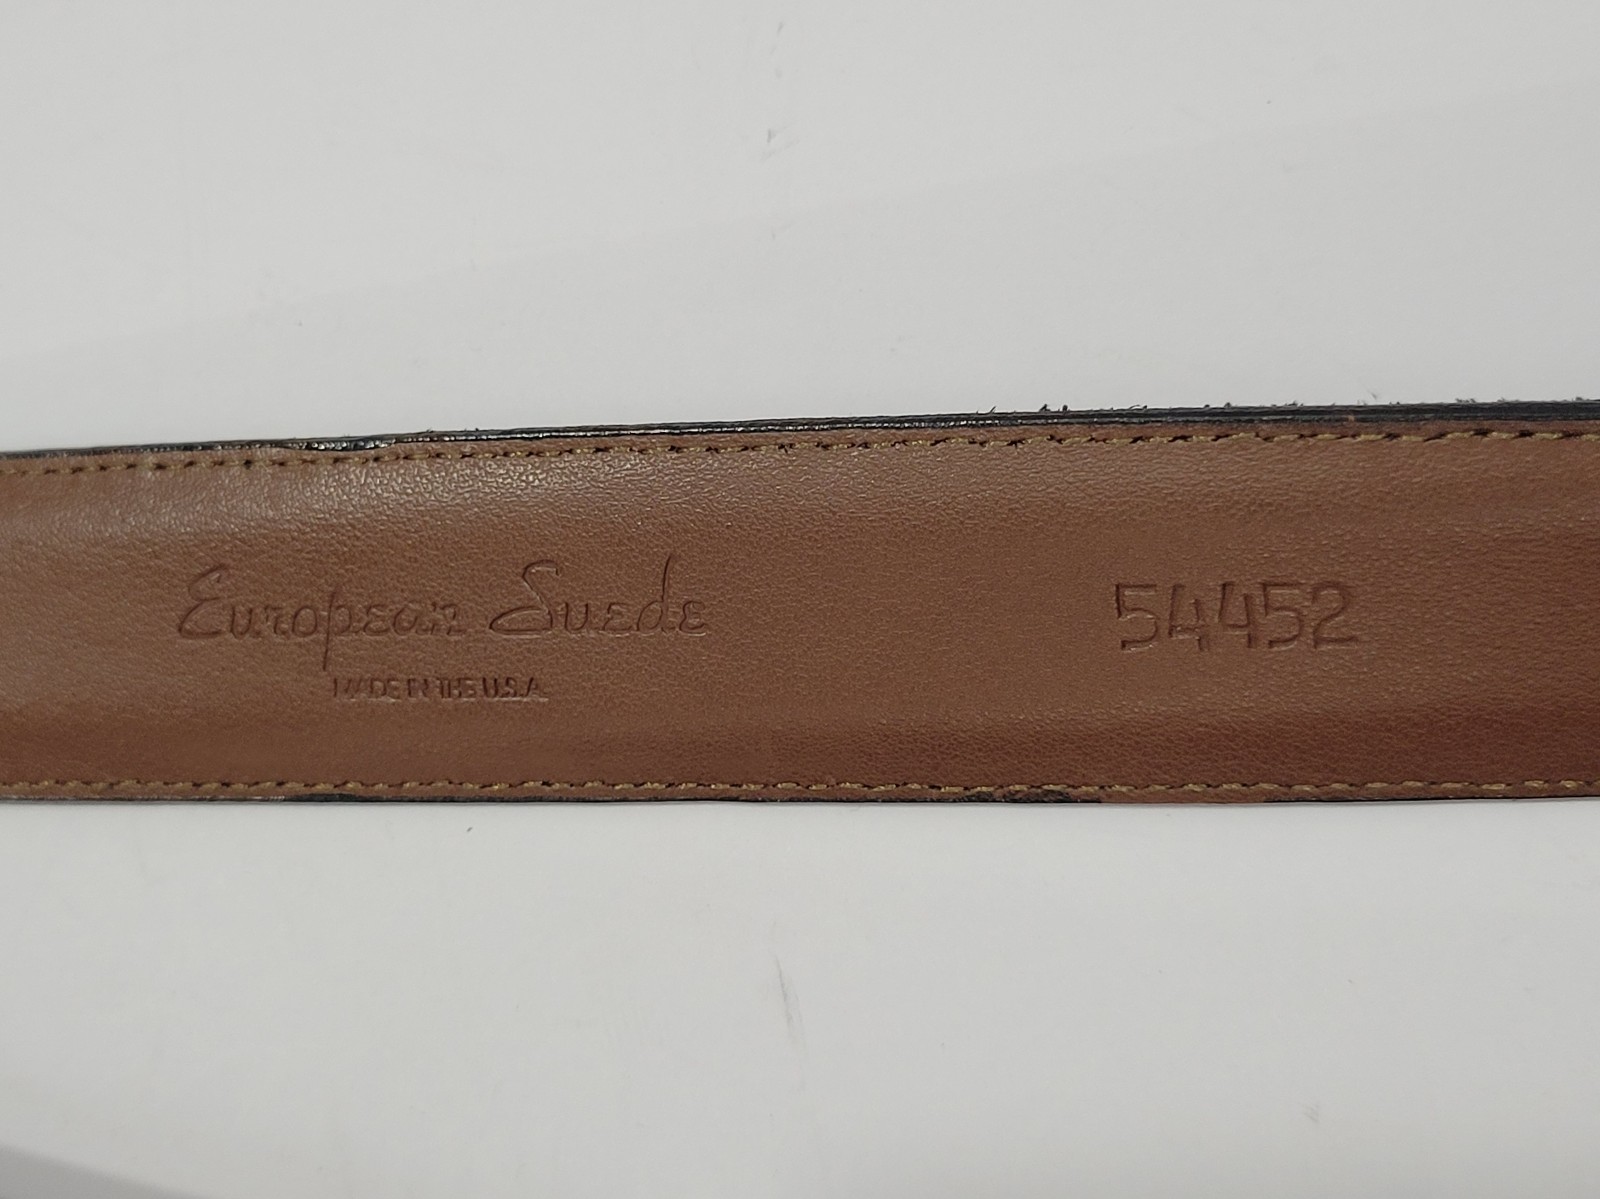 European Suede
MADE IN THE U.S.A.
54452